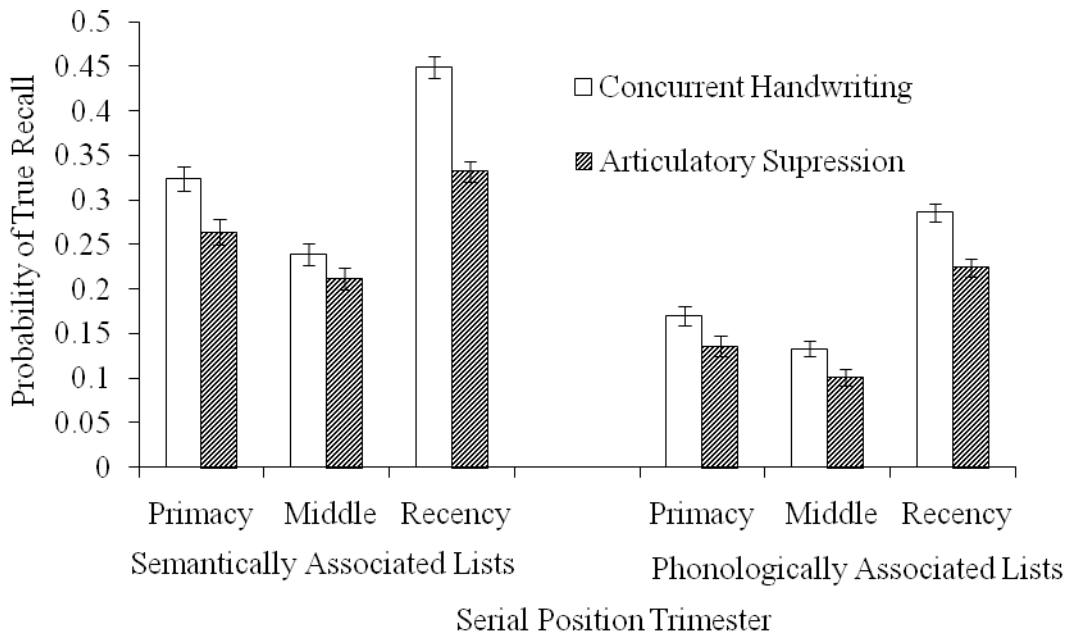 0.5
0.45
0.4
0.35
0.3
0.25
0.2
0.15
0.1
0.05
0
Probability of True Recall
Concurrent Handwriting
Articulatory Supression
Primacy Middle Recency Primacy Middle Recency
Semantically Associated Lists Phonologically Associated Lists
Serial Position Trimester